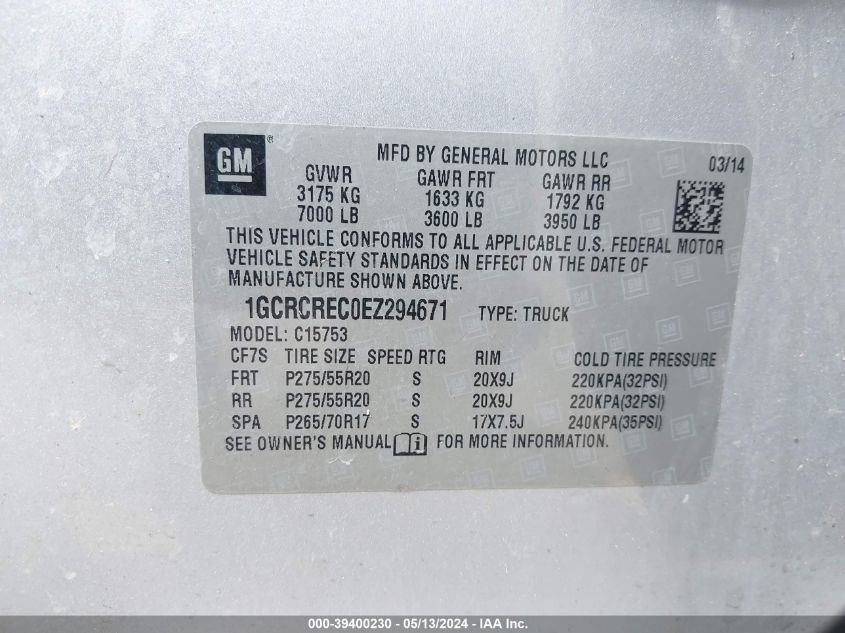 GM® MFD BY GENERAL MOTORS LLC 03/14
GVWR GAWR FRT GAWR RR
3175 KG 1633 KG 1792 KG
7000 LB 3600 LB 3950 LB
THIS VEHICLE CONFORMS TO ALL APPLICABLE U.S. FEDERAL MOTOR
VEHICLE SAFETY STANDARDS IN EFFECT ON THE DATE OF
MANUFACTURE SHOWN ABOVE.
1GCRCREC0EZ294671 TYPE: TRUCK
MODEL: C15753
CF7S TIRE SIZE SPEED RTG RIM COLD TIRE PRESSURE
FRT P275/55R20 S 20X9J 220KPA(32PSI)
RR P275/55R20 S 20X9J 220KPA(32PSI)
SPA P265/70R17 S 17X7.5J 240KPA(35PSI)
SEE OWNER'S MANUAL i FOR MORE INFORMATION.
000-39400230 - 05/13/2024 - IAA Inc.